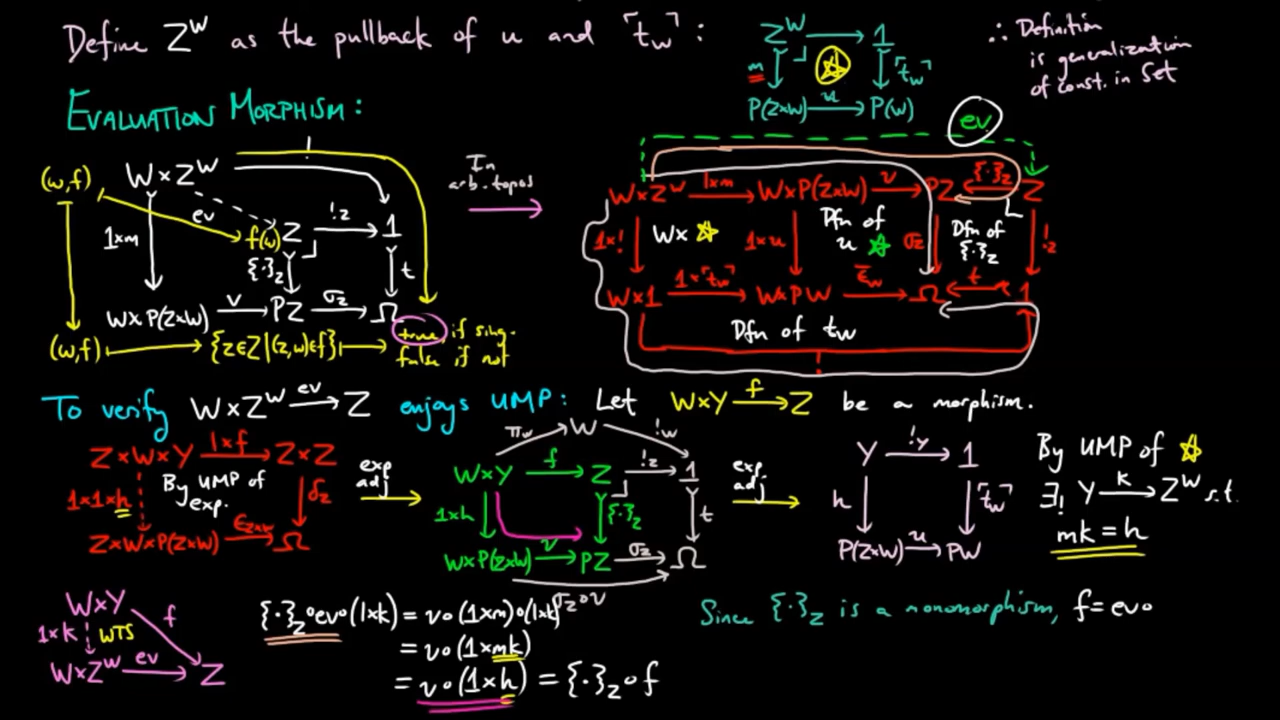 Define Z^W as the pullback of u and ⌜t_W⌝ :
Z^W → 1
m ⭐ ⌜t_W⌝
P(Z×W) —u→ P(W)
∴ Definition
is generalization
of const. in Set
EVALUATION MORPHISM:
(w,f) W×Z^W !
ev f(w) Z —!_Z→ 1
1×m {·}_Z t
W×P(Z×W) —v→ PZ —σ_Z→ Ω
(w,f) ↦ {z∈Z|(z,w)∈f} ↦ true, if sing.
false if not
In
arb. topos
ev
W×Z^W —1×m→ W×P(Z×W) —v→ PZ ←{·}_Z— Z
1×! W× ⭐ 1×u Dfn of u ⭐ σ_Z Dfn of {·}_Z !_Z
W×1 —1×⌜t_W⌝→ W×PW —ε_W→ Ω ←t— 1
Dfn of t_W
!
To verify W×Z^W —ev→ Z enjoys UMP: Let W×Y —f→ Z be a morphism.
Z×W×Y —1×f→ Z×Z
1×1×h By UMP of exp. δ_Z
Z×W×P(Z×W) —ε_{Z×W}→ Ω
exp
adj
π_W W !_W
W×Y —f→ Z —!_Z→ 1
1×h {·}_Z t
W×P(Z×W) —v→ PZ —σ_Z→ Ω
σ_Z∘v
exp
adj
Y —!_Y→ 1
h ⌜t_W⌝
P(Z×W) —u→ PW
By UMP of ⭐
∃! Y —k→ Z^W s.t.
mk = h
W×Y f
1×k WTS
W×Z^W —ev→ Z
{·}_Z∘ev∘(1×k) = v∘(1×m)∘(1×k)
= v∘(1×mk)
= v∘(1×h) = {·}_Z∘f
Since {·}_Z is a monomorphism, f=ev∘